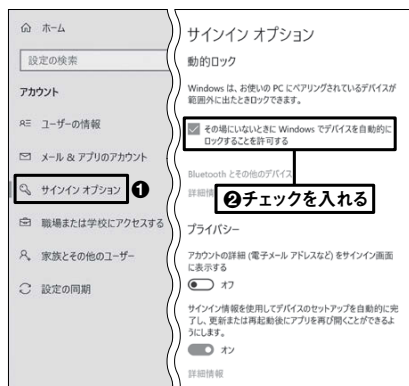 ホーム
設定の検索
アカウント
ユーザーの情報
メール & アプリのアカウント
サインイン オプション ❶
職場または学校にアクセスする
家族とその他のユーザー
設定の同期
サインイン オプション
動的ロック
Windows は、お使いの PC にペアリングされているデバイスが
範囲外に出たときロックできます。
その場にいないときに Windows でデバイスを自動的に
ロックすることを許可する
Bluetooth とその他のデバイス
❷チェックを入れる
プライバシー
アカウントの詳細 (電子メール アドレスなど) をサインイン画面
に表示する
オフ
サインイン情報を使用してデバイスのセットアップを自動的に完
了し、更新または再起動後にアプリを再び開くことができるよ
うにします。
オン
詳細情報